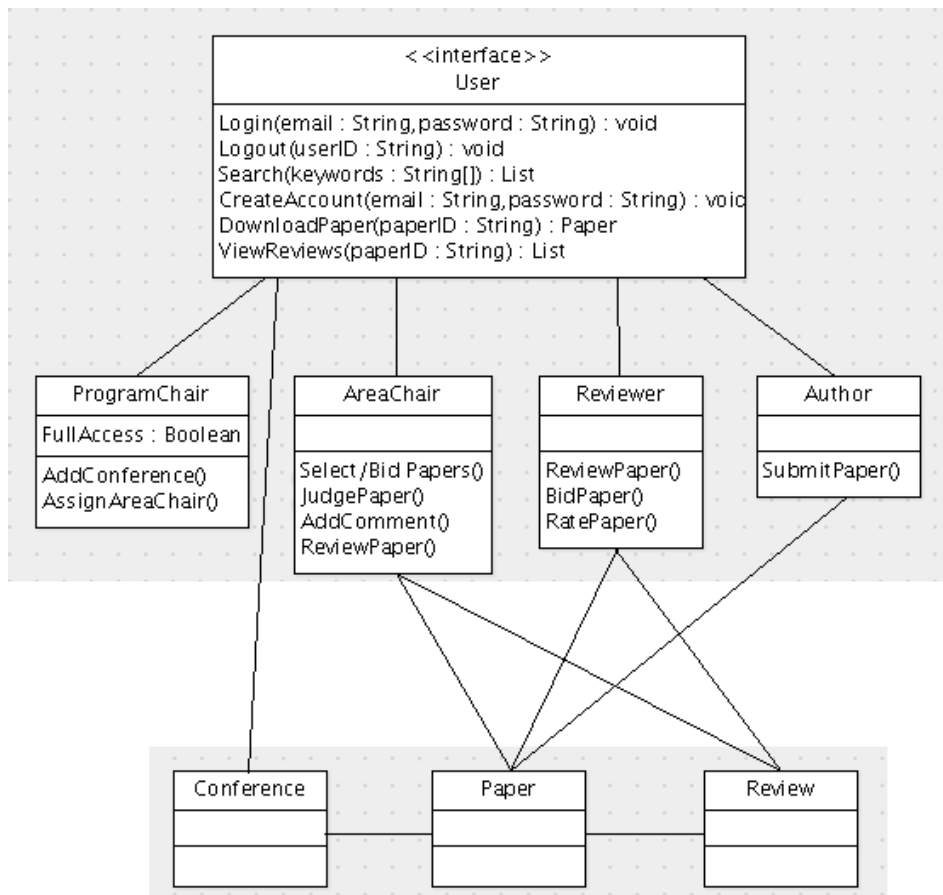 <<interface>>
User
Login(email : String,password : String) : void
Logout(userID : String) : void
Search(keywords : String[]) : List
CreateAccount(email : String,password : String) : voic
DownloadPaper(paperID : String) : Paper
ViewReviews(paperID : String) : List
ProgramChair
FullAccess : Boolean
AddConference()
AssignAreaChair()
AreaChair
Select/Bid Papers()
JudgePaper()
AddComment()
ReviewPaper()
Reviewer
ReviewPaper()
BidPaper()
RatePaper()
Author
SubmitPaper()
Conference
Paper
Review